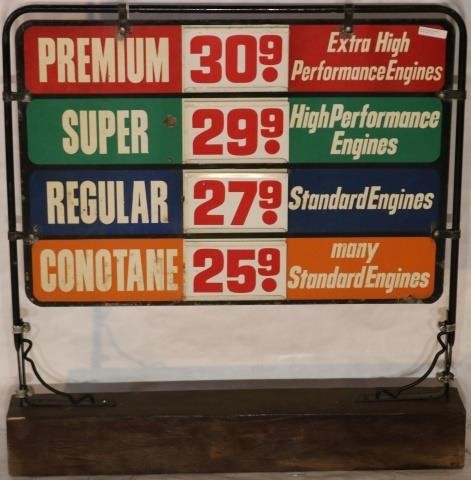 PREMIUM 30 9 Extra High
Performance Engines
SUPER 29 9 High Performance
Engines
REGULAR 27 9 Standard Engines
CONOTANE 25 9 many
Standard Engines